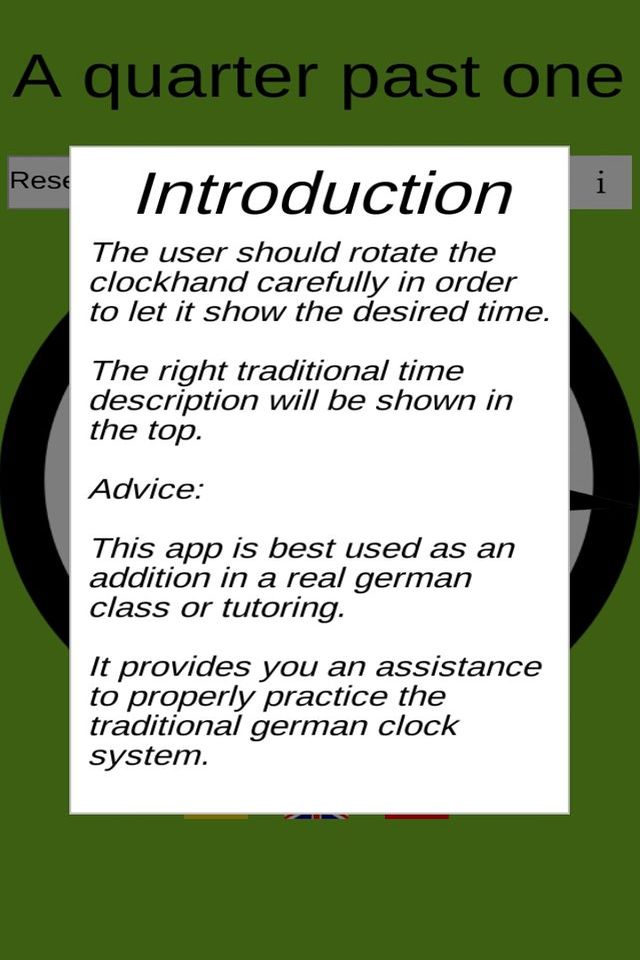 A quarter past one
Rese
i
Introduction
The user should rotate the
clockhand carefully in order
to let it show the desired time.
The right traditional time
description will be shown in
the top.
Advice:
This app is best used as an
addition in a real german
class or tutoring.
It provides you an assistance
to properly practice the
traditional german clock
system.